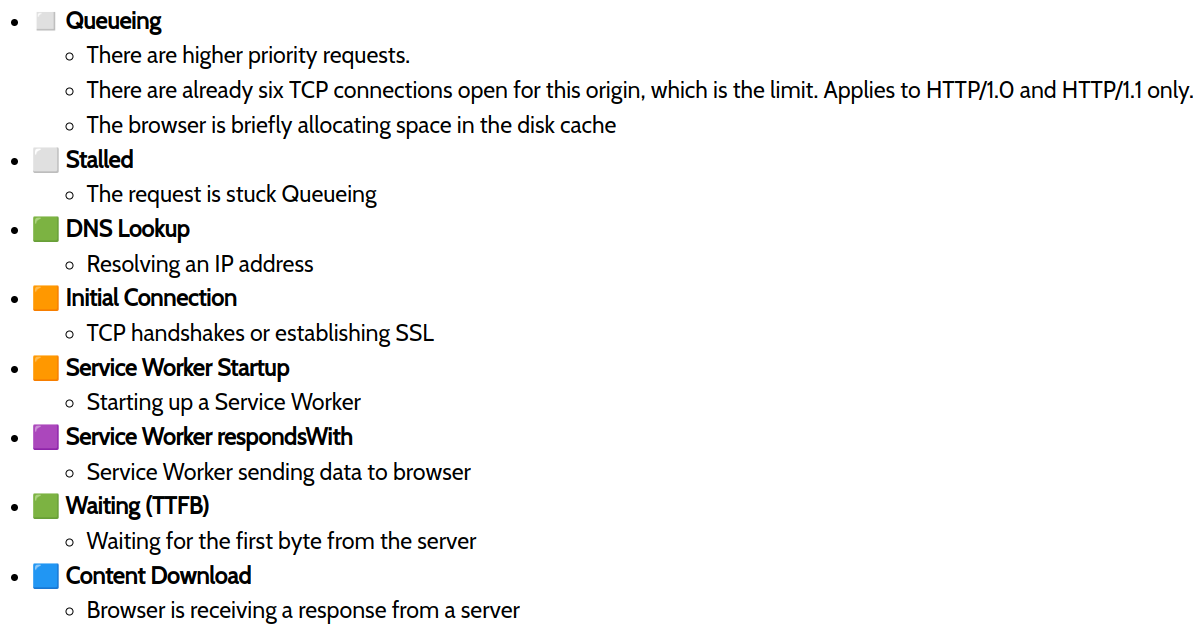 Queueing
There are higher priority requests.
There are already six TCP connections open for this origin, which is the limit. Applies to HTTP/1.0 and HTTP/1.1 only.
The browser is briefly allocating space in the disk cache
Stalled
The request is stuck Queueing
DNS Lookup
Resolving an IP address
Initial Connection
TCP handshakes or establishing SSL
Service Worker Startup
Starting up a Service Worker
Service Worker respondsWith
Service Worker sending data to browser
Waiting (TTFB)
Waiting for the first byte from the server
Content Download
Browser is receiving a response from a server